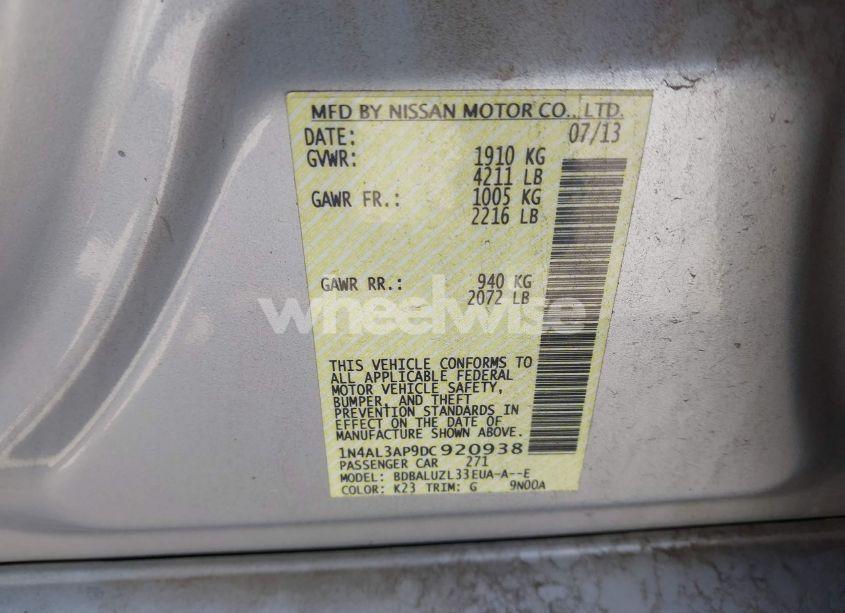 MFD BY NISSAN MOTOR CO., LTD.
DATE: 07/13
GVWR: 1910 KG
4211 LB
GAWR FR.: 1005 KG
2216 LB
GAWR RR.: 940 KG
2072 LB
wheelwise
THIS VEHICLE CONFORMS TO
ALL APPLICABLE FEDERAL
MOTOR VEHICLE SAFETY,
BUMPER, AND THEFT
PREVENTION STANDARDS IN
EFFECT ON THE DATE OF
MANUFACTURE SHOWN ABOVE.
1N4AL3AP9DC920938
PASSENGER CAR 271
MODEL: BDBALUZL33EUA-A--E
COLOR: K23 TRIM: G 9N00A